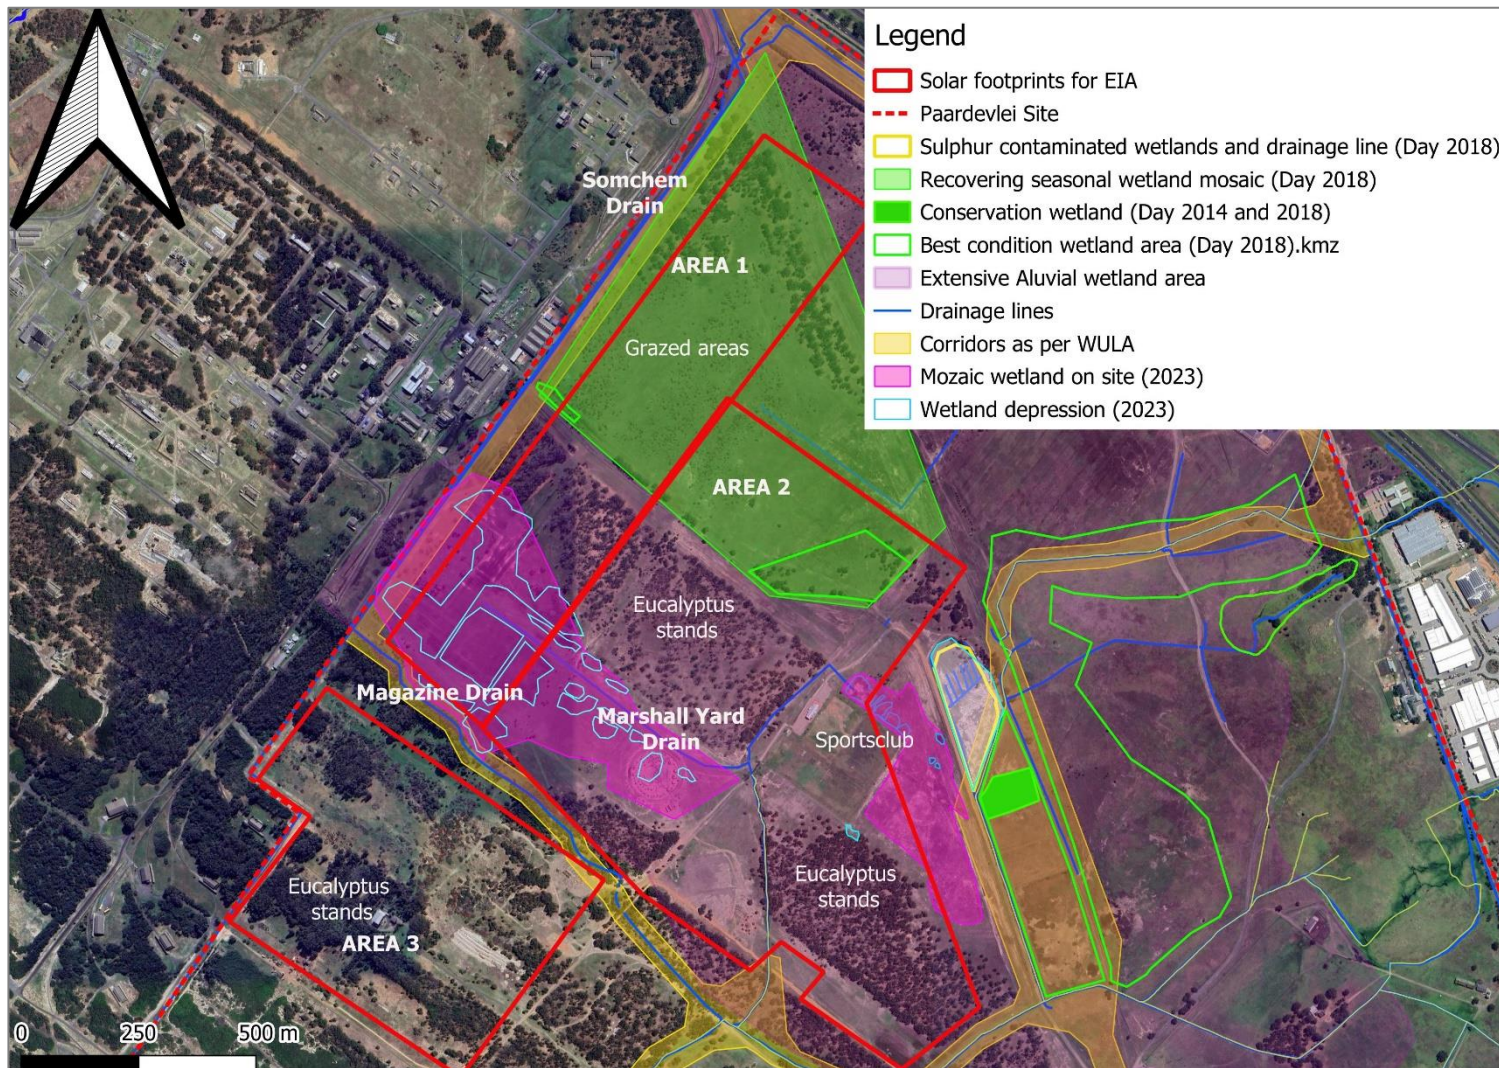 Legend
Solar footprints for EIA
Paardevlei Site
Sulphur contaminated wetlands and drainage line (Day 2018)
Recovering seasonal wetland mosaic (Day 2018)
Conservation wetland (Day 2014 and 2018)
Best condition wetland area (Day 2018).kmz
Extensive Aluvial wetland area
Drainage lines
Corridors as per WULA
Mozaic wetland on site (2023)
Wetland depression (2023)
Somchem
Drain
AREA 1
Grazed areas
AREA 2
Eucalyptus
stands
Magazine Drain
Marshall Yard
Drain
Sportsclub
Eucalyptus
stands
Eucalyptus
stands
AREA 3
0 250 500 m